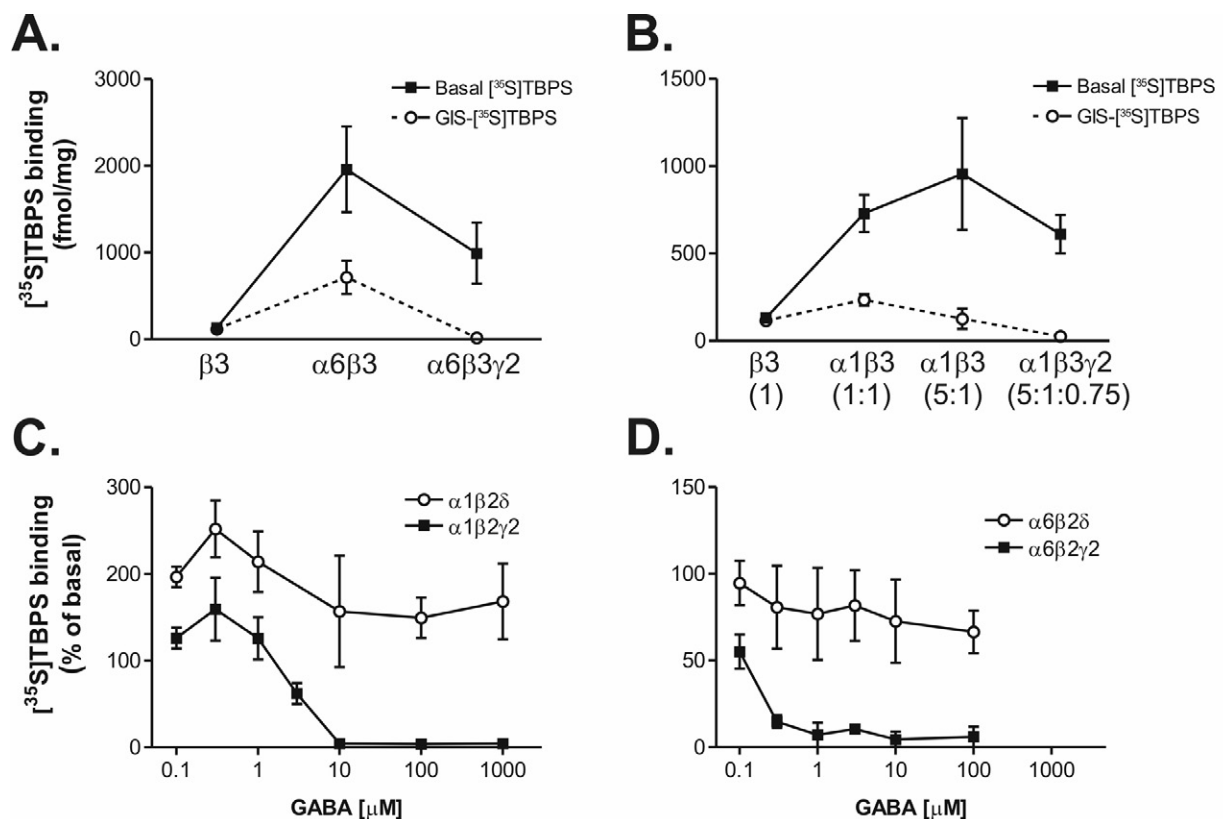 A.
3000
2000
1000
0
[³⁵S]TBPS binding
(fmol/mg)
Basal [³⁵S]TBPS
GIS-[³⁵S]TBPS
β3
α6β3
α6β3γ2
B.
1500
1000
500
0
Basal [³⁵S]TBPS
GIS-[³⁵S]TBPS
β3
(1)
α1β3
(1:1)
α1β3
(5:1)
α1β3γ2
(5:1:0.75)
C.
300
200
100
0
[³⁵S]TBPS binding
(% of basal)
α1β2δ
α1β2γ2
0.1
1
10
100
1000
GABA [μM]
D.
150
100
50
0
α6β2δ
α6β2γ2
0.1
1
10
100
1000
GABA [μM]